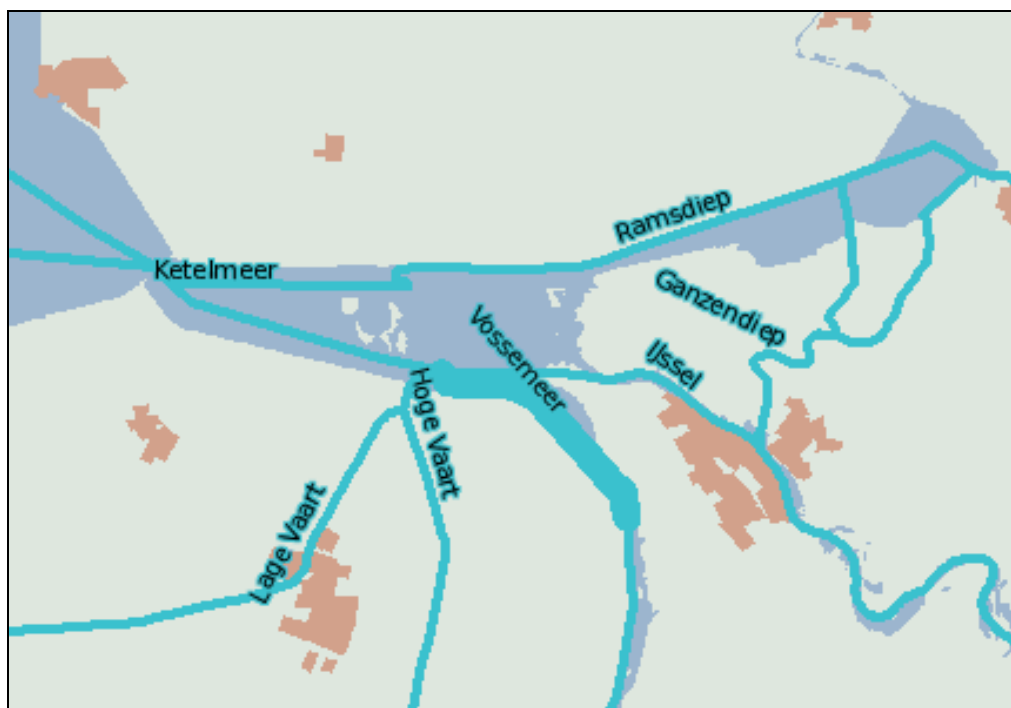 Ramsdiep
Ketelmeer
Ganzendiep
Vossemeer
IJssel
Hoge Vaart
Lage Vaart